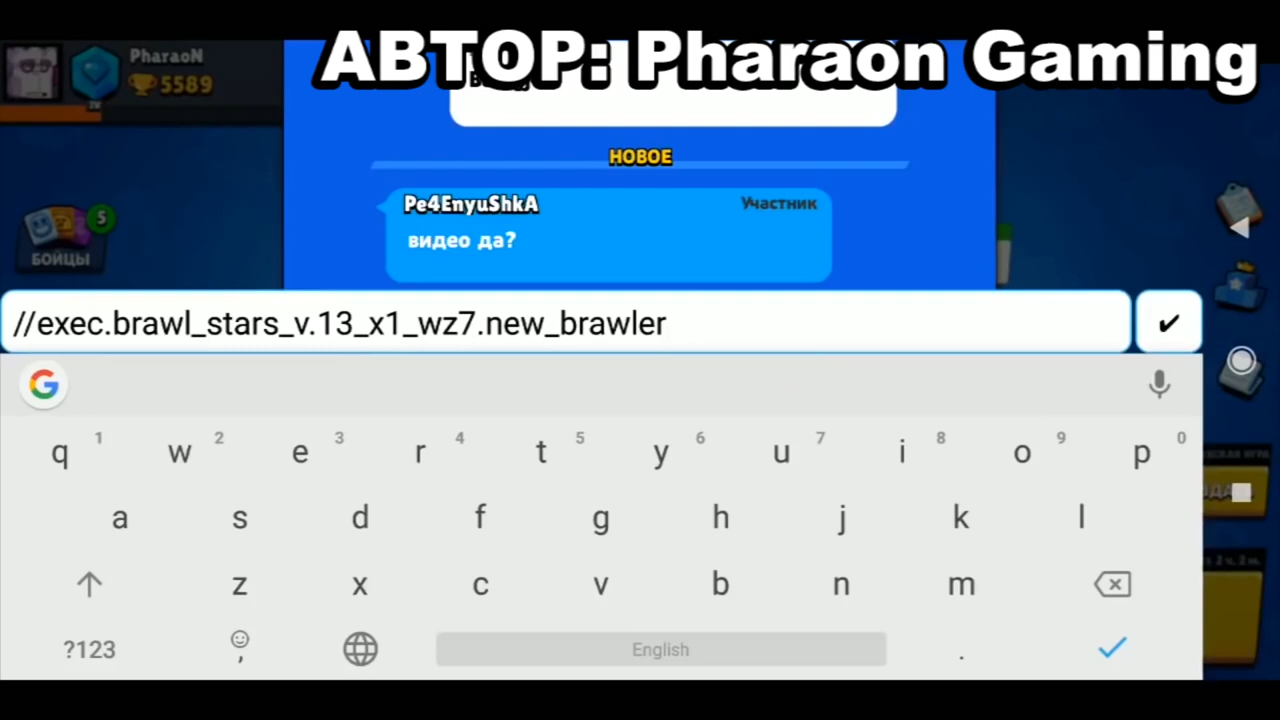 АВТОР: Pharaon Gaming
PharaoN
5589
НОВОЕ
Pe4EnyuShkA
Участник
видео да?
5
БОЙЦЫ
//exec.brawl_stars_v.13_x1_wz7.new_brawler
q 1 w 2 e 3 r 4 t 5 y 6 u 7 i 8 o 9 p 0
a s d f g h j k l
z x c v b n m
?123 , English .